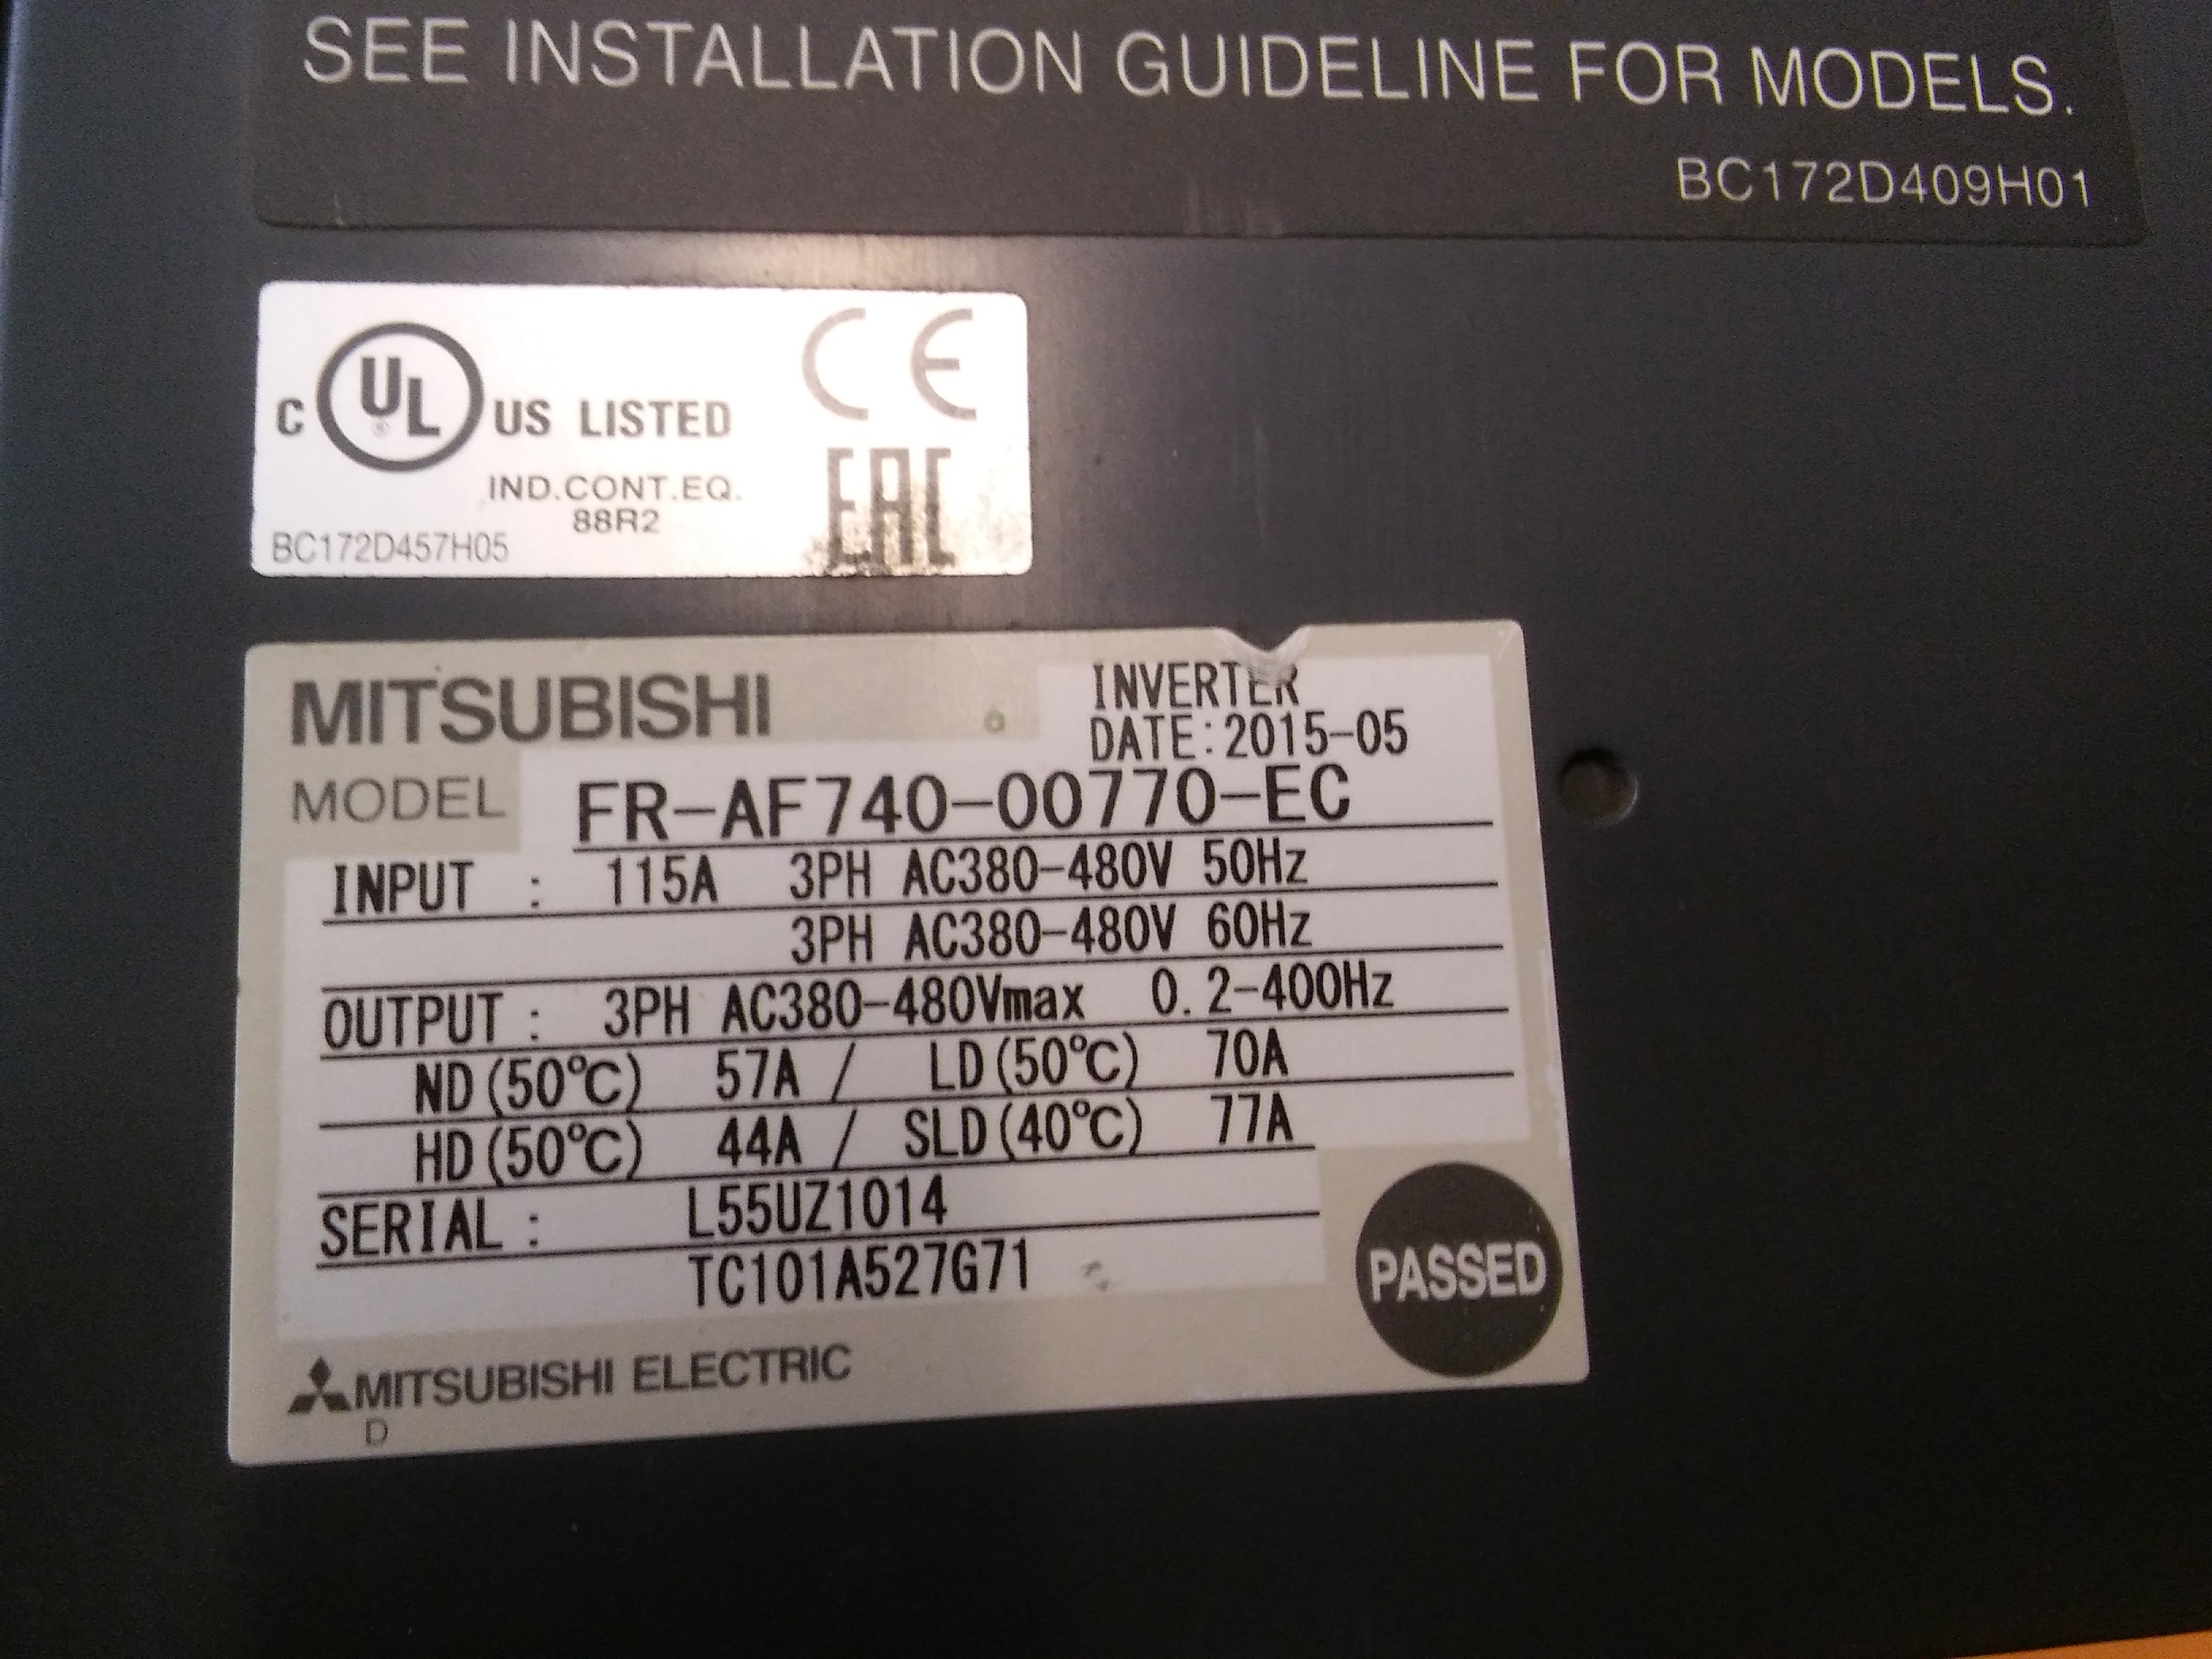 SEE INSTALLATION GUIDELINE FOR MODELS.
BC172D409H01
C UL US LISTED
CE
IND.CONT.EQ.
88R2
EAC
BC172D457H05
MITSUBISHI
INVERTER
DATE:2015-05
MODEL FR-AF740-00770-EC
INPUT : 115A 3PH AC380-480V 50Hz
3PH AC380-480V 60Hz
OUTPUT : 3PH AC380-480Vmax 0.2-400Hz
ND(50℃) 57A / LD(50℃) 70A
HD(50℃) 44A / SLD(40℃) 77A
SERIAL : L55UZ1014
TC101A527G71
PASSED
MITSUBISHI ELECTRIC
D